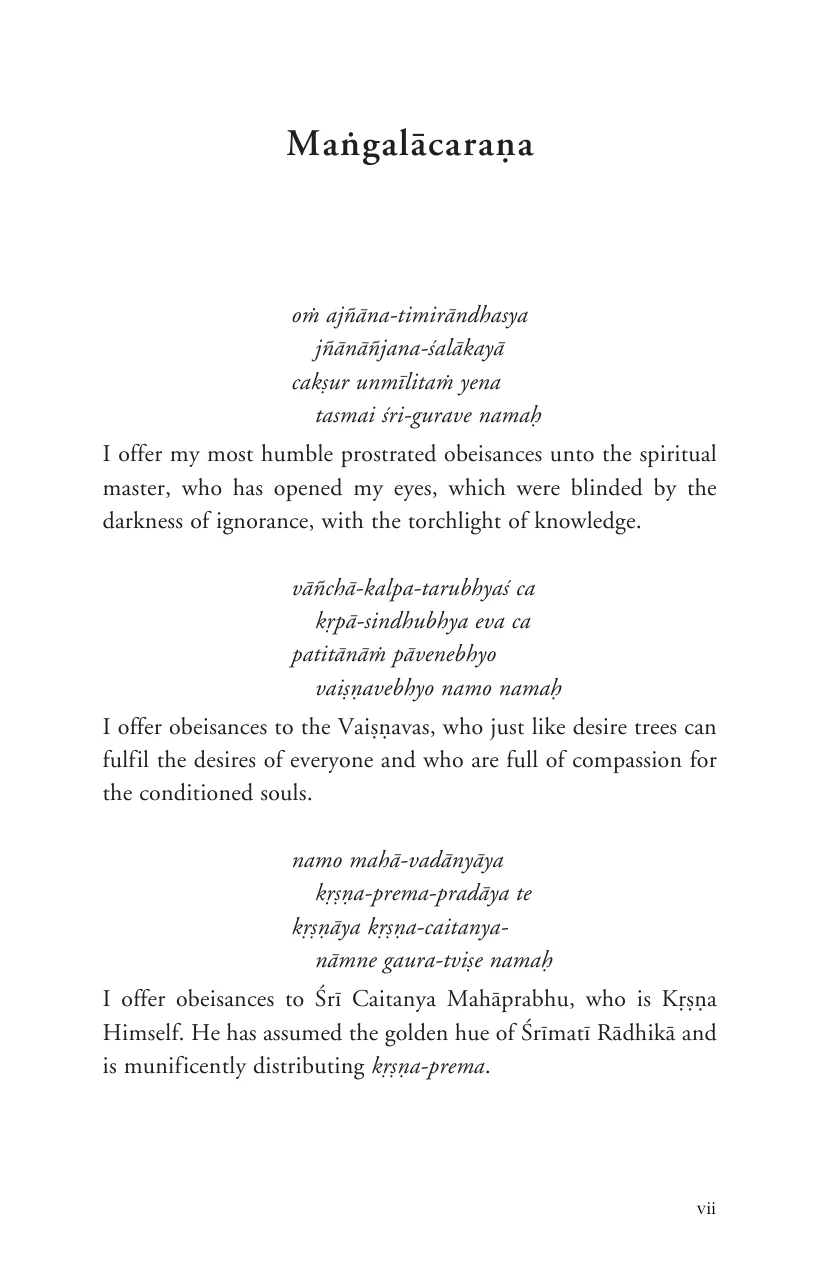 Maṅgalācaraṇa
oṁ ajñāna-timirāndhasya
jñānāñjana-śalākayā
cakṣur unmīlitaṁ yena
tasmai śri-gurave namaḥ
I offer my most humble prostrated obeisances unto the spiritual
master, who has opened my eyes, which were blinded by the
darkness of ignorance, with the torchlight of knowledge.
vāñchā-kalpa-tarubhyaś ca
kṛpā-sindhubhya eva ca
patitānāṁ pāvenebhyo
vaiṣṇavebhyo namo namaḥ
I offer obeisances to the Vaiṣṇavas, who just like desire trees can
fulfil the desires of everyone and who are full of compassion for
the conditioned souls.
namo mahā-vadānyāya
kṛṣṇa-prema-pradāya te
kṛṣṇāya kṛṣṇa-caitanya-
nāmne gaura-tviṣe namaḥ
I offer obeisances to Śrī Caitanya Mahāprabhu, who is Kṛṣṇa
Himself. He has assumed the golden hue of Śrīmatī Rādhikā and
is munificently distributing kṛṣṇa-prema.
vii